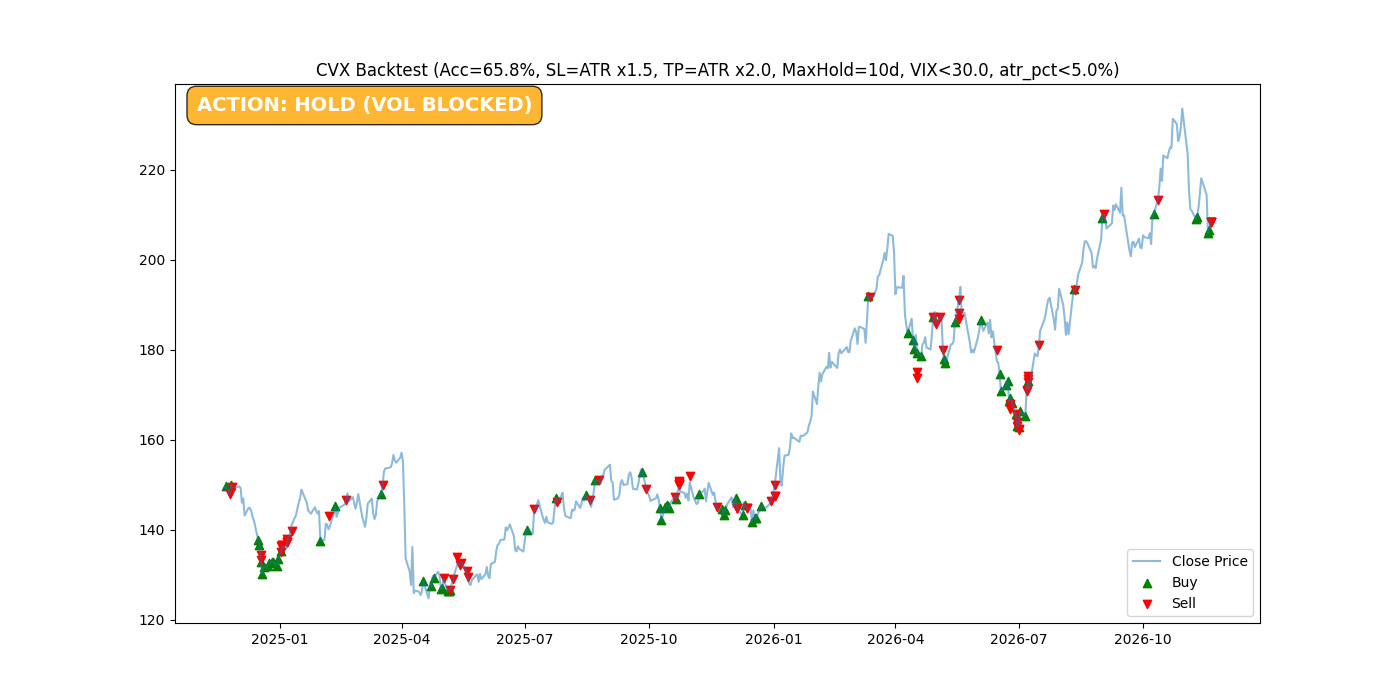 CVX Backtest (Acc=65.8%, SL=ATR x1.5, TP=ATR x2.0, MaxHold=10d, VIX<30.0, atr_pct<5.0%)
ACTION: HOLD (VOL BLOCKED)
220
200
180
160
140
120
2025-01
2025-04
2025-07
2025-10
2026-01
2026-04
2026-07
2026-10
Close Price
Buy
Sell